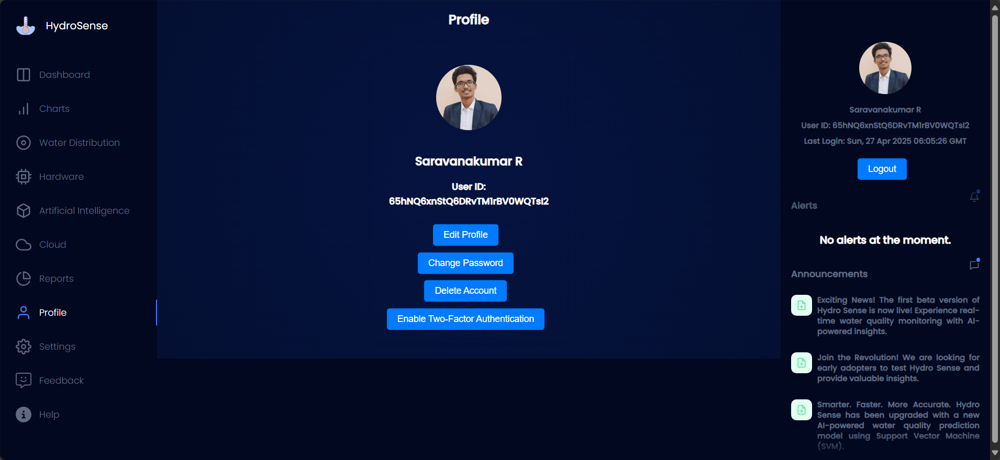 HydroSense
Dashboard
Charts
Water Distribution
Hardware
Artificial Intelligence
Cloud
Reports
Profile
Settings
Feedback
Help
Profile
Saravanakumar R
User ID:
65hNQ6xnStQ6DRvTM1rBV0WQTsI2
Edit Profile
Change Password
Delete Account
Enable Two-Factor Authentication
Saravanakumar R
User ID: 65hNQ6xnStQ6DRvTM1rBV0WQTsI2
Last Login: Sun, 27 Apr 2025 06:05:26 GMT
Logout
Alerts
No alerts at the moment.
Announcements
Exciting News! The first beta version of
Hydro Sense is now live! Experience real-
time water quality monitoring with AI-
powered insights.
Join the Revolution! We are looking for
early adopters to test Hydro Sense and
provide valuable insights.
Smarter. Faster. More Accurate. Hydro
Sense has been upgraded with a new
AI-powered water quality prediction
model using Support Vector Machine
(SVM).